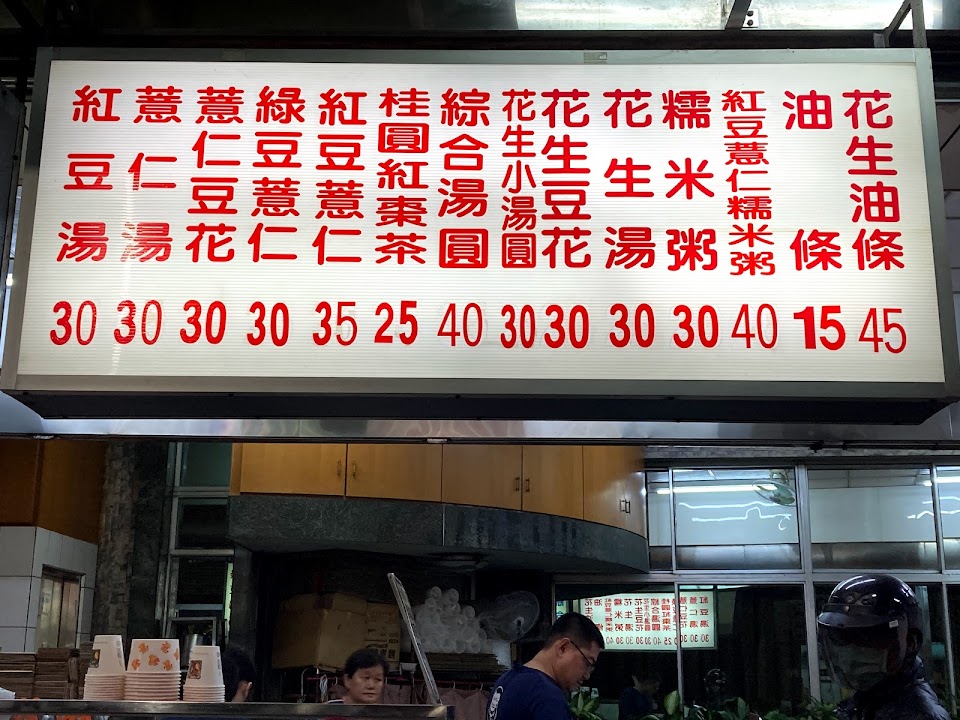 紅豆湯 30
薏仁湯 30
薏仁豆花 30
綠豆薏仁 30
紅豆薏仁 35
桂圓紅棗茶 25
綜合湯圓 40
花生小湯圓 30
花生豆花 30
花生湯 30
糯米粥 30
紅豆薏仁糯米粥 40
油條 15
花生油條 45